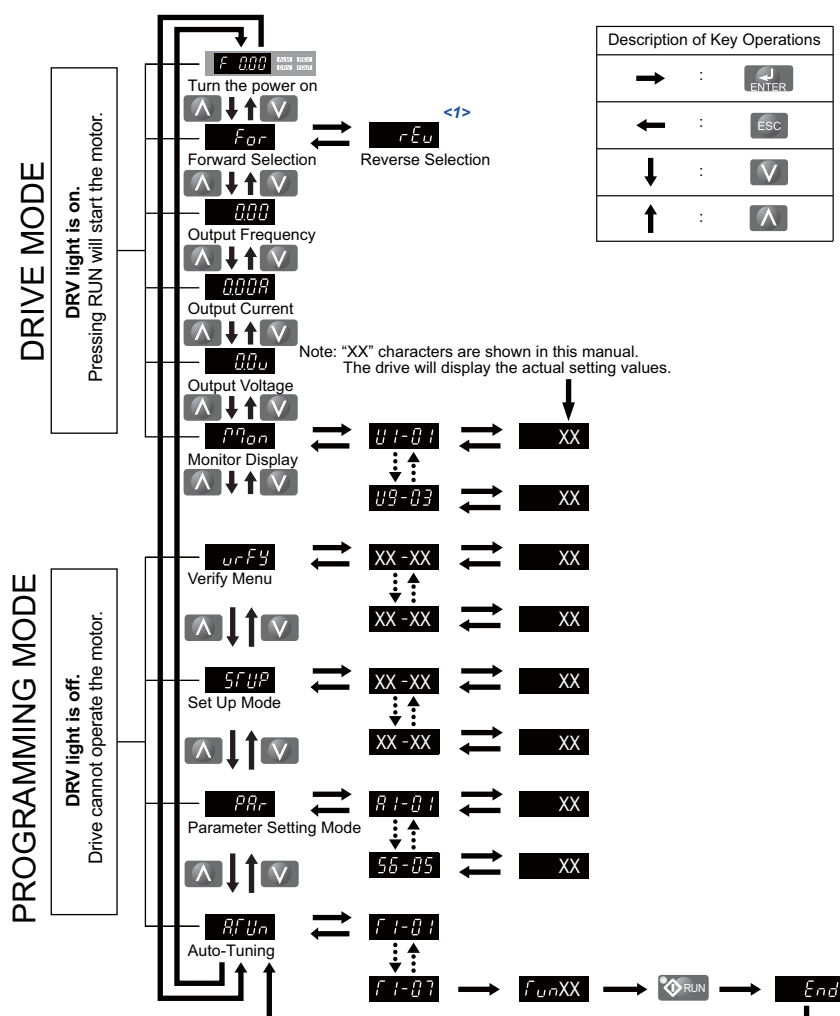 F 0.00 ALM REV
DRV FOUT
Turn the power on
<1>
For rEv
Forward Selection Reverse Selection
0.00
Output Frequency
0.00A
Output Current
0.0v
Output Voltage
Note: “XX” characters are shown in this manual.
The drive will display the actual setting values.
Mon U1-01 XX
Monitor Display
U9-03 XX
DRIVE MODE
DRV light is on.
Pressing RUN will start the motor.
Description of Key Operations
: ENTER
: ESC
: V
: Λ
vrFY XX -XX XX
Verify Menu
XX -XX XX
STUP XX -XX XX
Set Up Mode
XX -XX XX
PAr A1-01 XX
Parameter Setting Mode
S6-05 XX
A.TUn T1-01
Auto-Tuning
T1-07 TunXX RUN End
PROGRAMMING MODE
DRV light is off.
Drive cannot operate the motor.